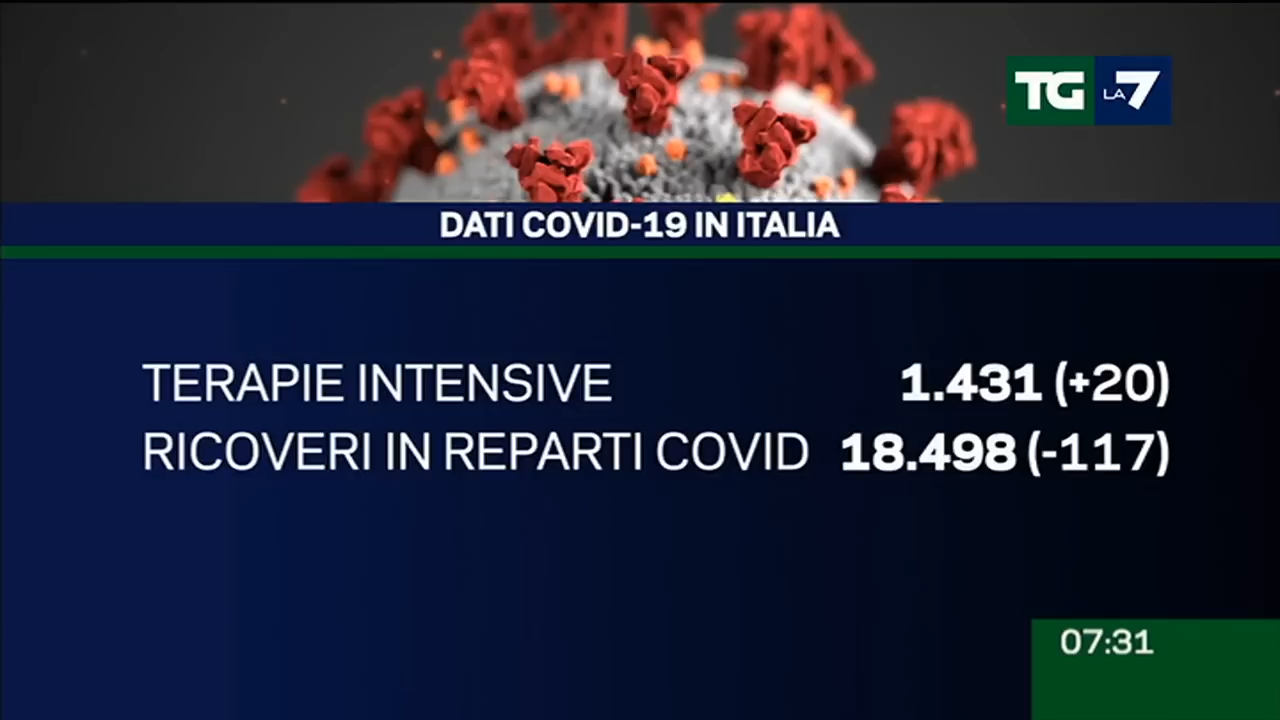 TG LA7
DATI COVID-19 IN ITALIA
TERAPIE INTENSIVE 1.431 (+20)
RICOVERI IN REPARTI COVID 18.498 (-117)
07:31